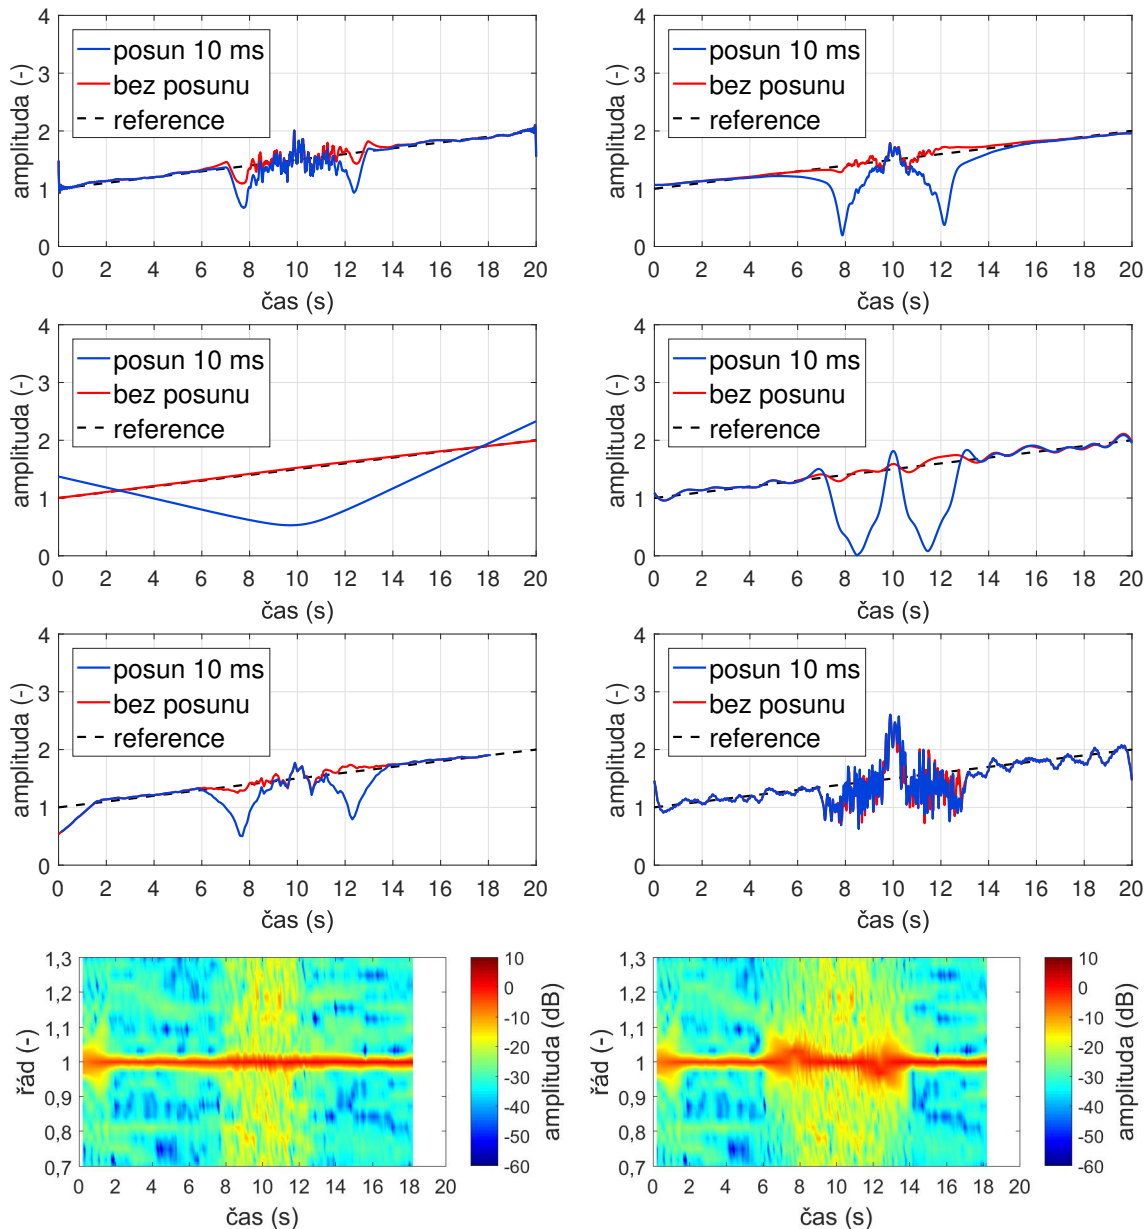 4
3
2
1
0
amplituda (-)
posun 10 ms
bez posunu
reference
0 2 4 6 8 10 12 14 16 18 20
čas (s)
4
3
2
1
0
amplituda (-)
posun 10 ms
bez posunu
reference
0 2 4 6 8 10 12 14 16 18 20
čas (s)
4
3
2
1
0
amplituda (-)
posun 10 ms
bez posunu
reference
0 2 4 6 8 10 12 14 16 18 20
čas (s)
4
3
2
1
0
amplituda (-)
posun 10 ms
bez posunu
reference
0 2 4 6 8 10 12 14 16 18 20
čas (s)
4
3
2
1
0
amplituda (-)
posun 10 ms
bez posunu
reference
0 2 4 6 8 10 12 14 16 18 20
čas (s)
4
3
2
1
0
amplituda (-)
posun 10 ms
bez posunu
reference
0 2 4 6 8 10 12 14 16 18 20
čas (s)
1,3
1,2
1,1
1
0,9
0,8
0,7
řád (-)
0 2 4 6 8 10 12 14 16 18 20
čas (s)
10
0
-10
-20
-30
-40
-50
-60
amplituda (dB)
1,3
1,2
1,1
1
0,9
0,8
0,7
řád (-)
0 2 4 6 8 10 12 14 16 18 20
čas (s)
10
0
-10
-20
-30
-40
-50
-60
amplituda (dB)